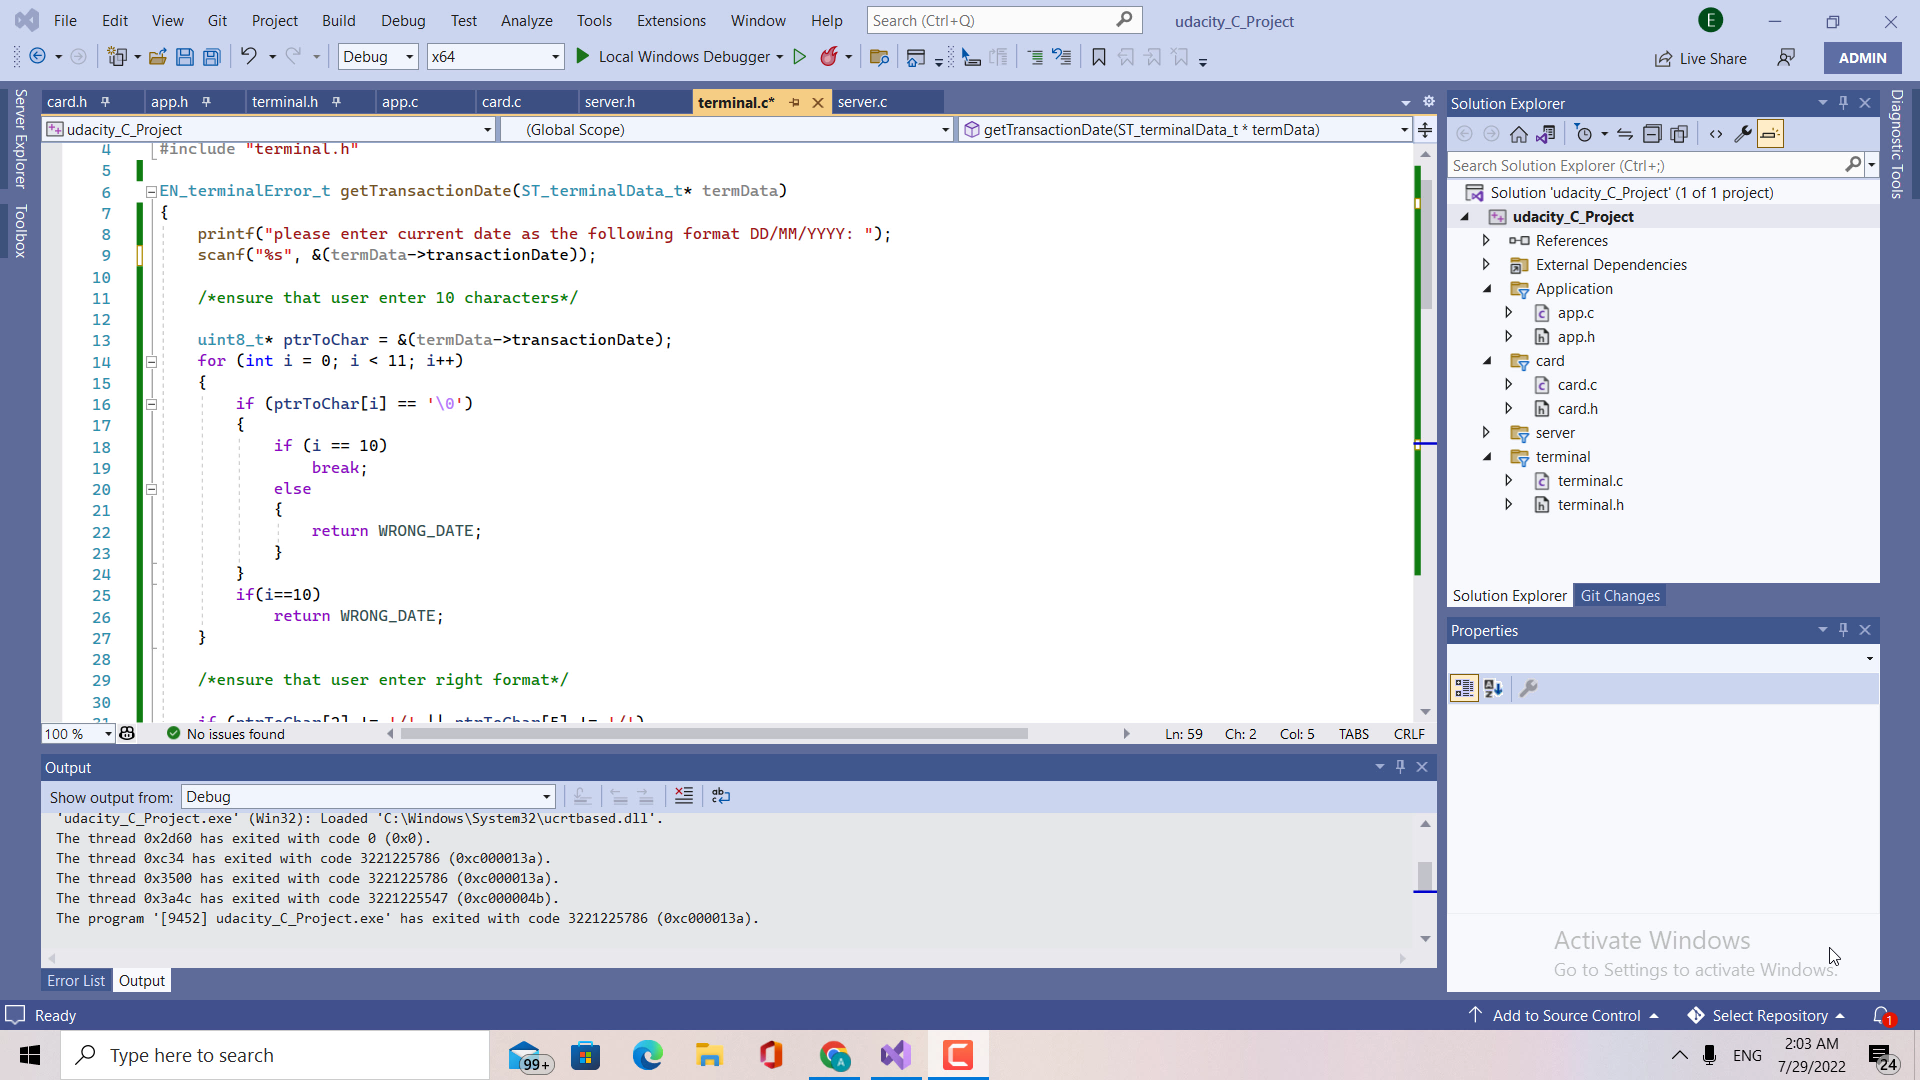 File Edit View Git Project Build Debug Test Analyze Tools Extensions Window Help Search (Ctrl+Q) udacity_C_Project E
Debug x64 Local Windows Debugger Live Share ADMIN
Server Explorer
Toolbox
card.h app.h terminal.h app.c card.c server.h terminal.c* server.c
udacity_C_Project (Global Scope) getTransactionDate(ST_terminalData_t * termData)
4 #include "terminal.h"
5
6 EN_terminalError_t getTransactionDate(ST_terminalData_t* termData)
7 {
8 printf("please enter current date as the following format DD/MM/YYYY: ");
9 scanf("%s", &(termData->transactionDate));
10
11 /*ensure that user enter 10 characters*/
12
13 uint8_t* ptrToChar = &(termData->transactionDate);
14 for (int i = 0; i < 11; i++)
15 {
16 if (ptrToChar[i] == '\0')
17 {
18 if (i == 10)
19 break;
20 else
21 {
22 return WRONG_DATE;
23 }
24 }
25 if(i==10)
26 return WRONG_DATE;
27 }
28
29 /*ensure that user enter right format*/
30
31 if (ptrToChar[2] != '/' || ptrToChar[5] != '/')
100 % No issues found Ln: 59 Ch: 2 Col: 5 TABS CRLF
Output
Show output from: Debug
'udacity_C_Project.exe' (Win32): Loaded 'C:\Windows\System32\ucrtbased.dll'.
The thread 0x2d60 has exited with code 0 (0x0).
The thread 0xc34 has exited with code 3221225786 (0xc000013a).
The thread 0x3500 has exited with code 3221225786 (0xc000013a).
The thread 0x3a4c has exited with code 3221225547 (0xc000004b).
The program '[9452] udacity_C_Project.exe' has exited with code 3221225786 (0xc000013a).
Error List Output
Solution Explorer
Search Solution Explorer (Ctrl+;)
Solution 'udacity_C_Project' (1 of 1 project)
udacity_C_Project
References
External Dependencies
Application
app.c
app.h
card
card.c
card.h
server
terminal
terminal.c
terminal.h
Solution Explorer Git Changes
Properties
Diagnostic Tools
Activate Windows
Go to Settings to activate Windows.
Ready Add to Source Control Select Repository 1
Type here to search 99+ A ENG 2:03 AM
7/29/2022 24